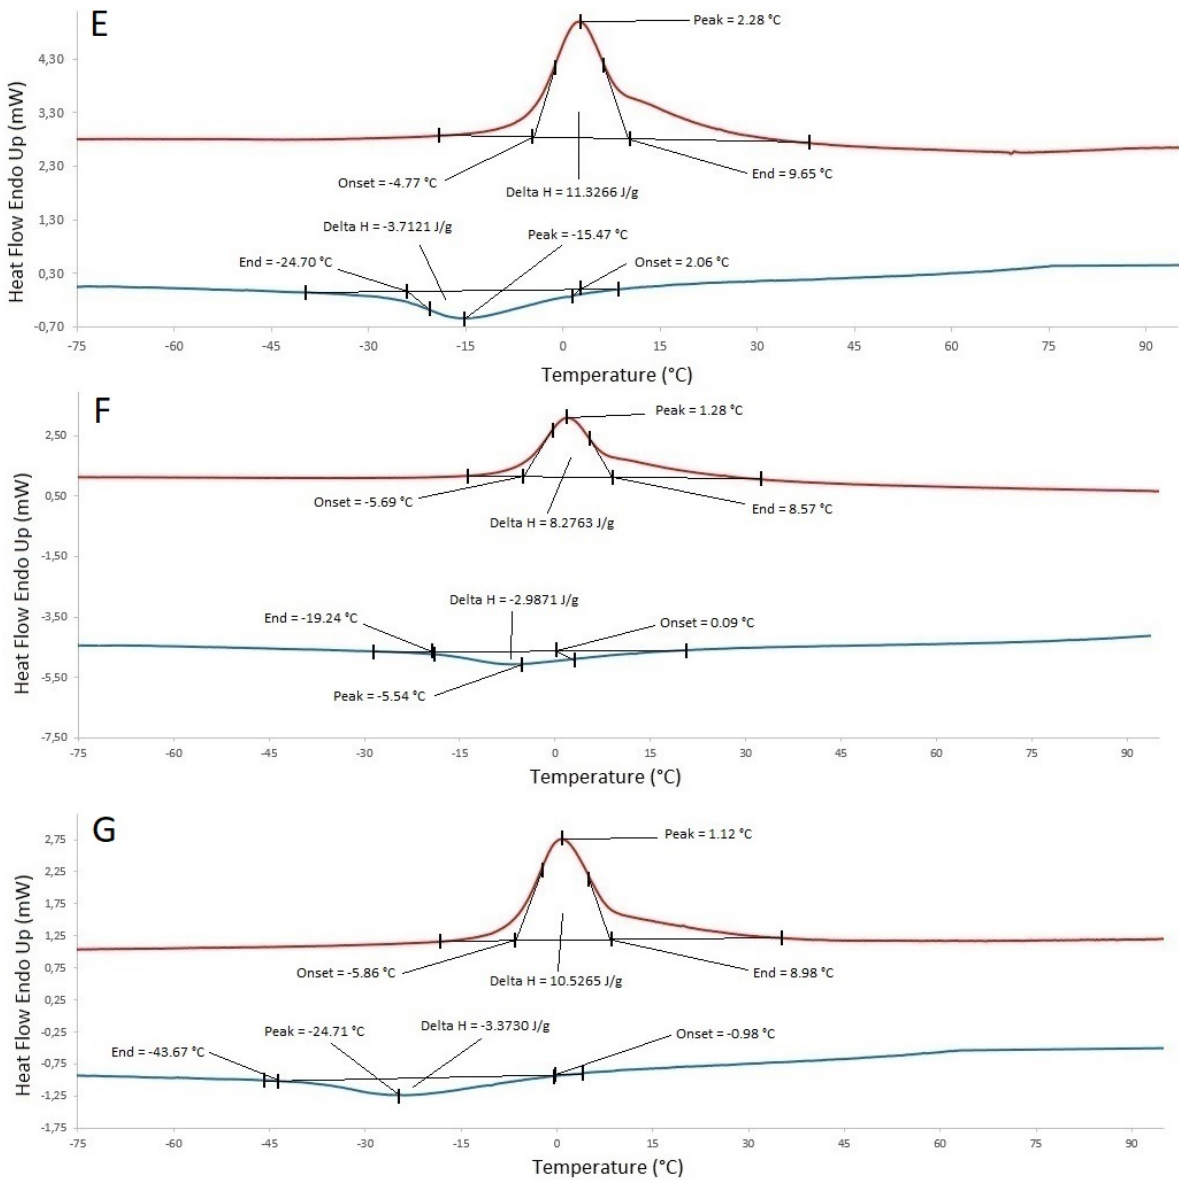 E
Heat Flow Endo Up (mW)
4,30
3,30
2,30
1,30
0,30
-0,70
Peak = 2.28 °C
Onset = -4.77 °C
Delta H = 11.3266 J/g
End = 9.65 °C
Delta H = -3.7121 J/g
Peak = -15.47 °C
End = -24.70 °C
Onset = 2.06 °C
-75 -60 -45 -30 -15 0 15 30 45 60 75 90
Temperature (°C)
F
Heat Flow Endo Up (mW)
2,50
0,50
-1,50
-3,50
-5,50
-7,50
Peak = 1.28 °C
Onset = -5.69 °C
End = 8.57 °C
Delta H = 8.2763 J/g
Delta H = -2.9871 J/g
End = -19.24 °C
Onset = 0.09 °C
Peak = -5.54 °C
-75 -60 -45 -30 -15 0 15 30 45 60 75 90
Temperature (°C)
G
Heat Flow Endo Up (mW)
2,75
2,25
1,75
1,25
0,75
0,25
-0,25
-0,75
-1,25
-1,75
Peak = 1.12 °C
Onset = -5.86 °C
Delta H = 10.5265 J/g
End = 8.98 °C
Peak = -24.71 °C
Delta H = -3.3730 J/g
Onset = -0.98 °C
End = -43.67 °C
-75 -60 -45 -30 -15 0 15 30 45 60 75 90
Temperature (°C)